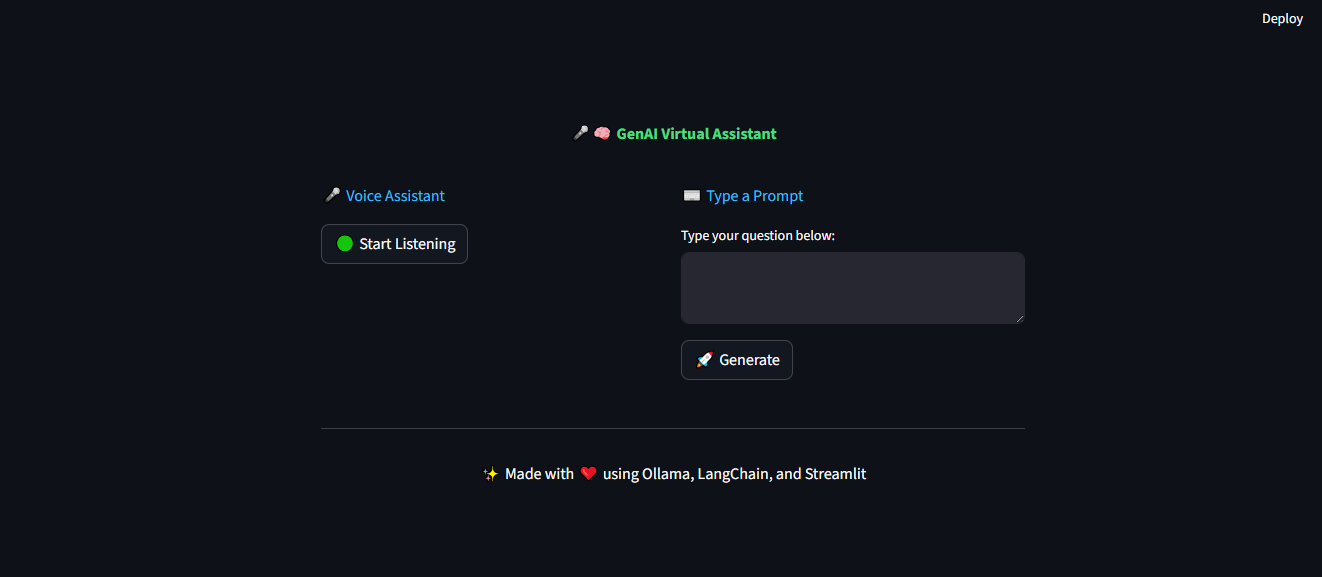 Deploy
🎤 🧠 GenAI Virtual Assistant
🎤 Voice Assistant
🟢 Start Listening
⌨️ Type a Prompt
Type your question below:
🚀 Generate
✨ Made with ❤️ using Ollama, LangChain, and Streamlit